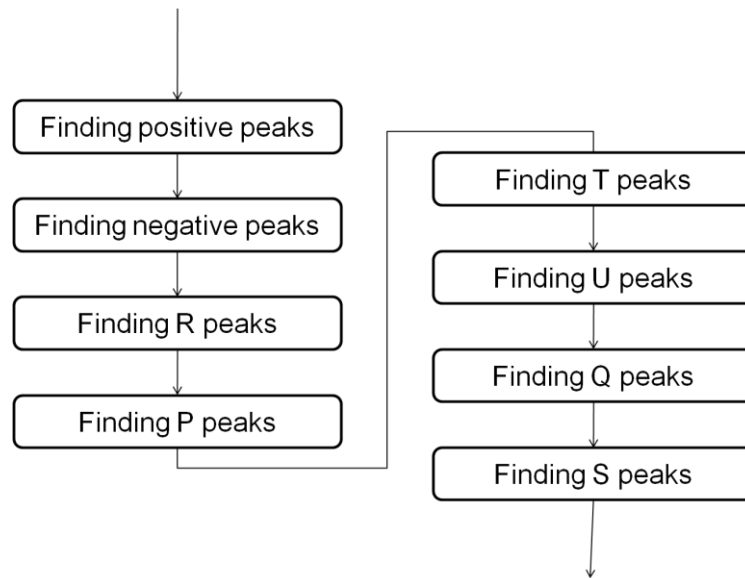 Finding positive peaks
Finding negative peaks
Finding R peaks
Finding P peaks
Finding T peaks
Finding U peaks
Finding Q peaks
Finding S peaks